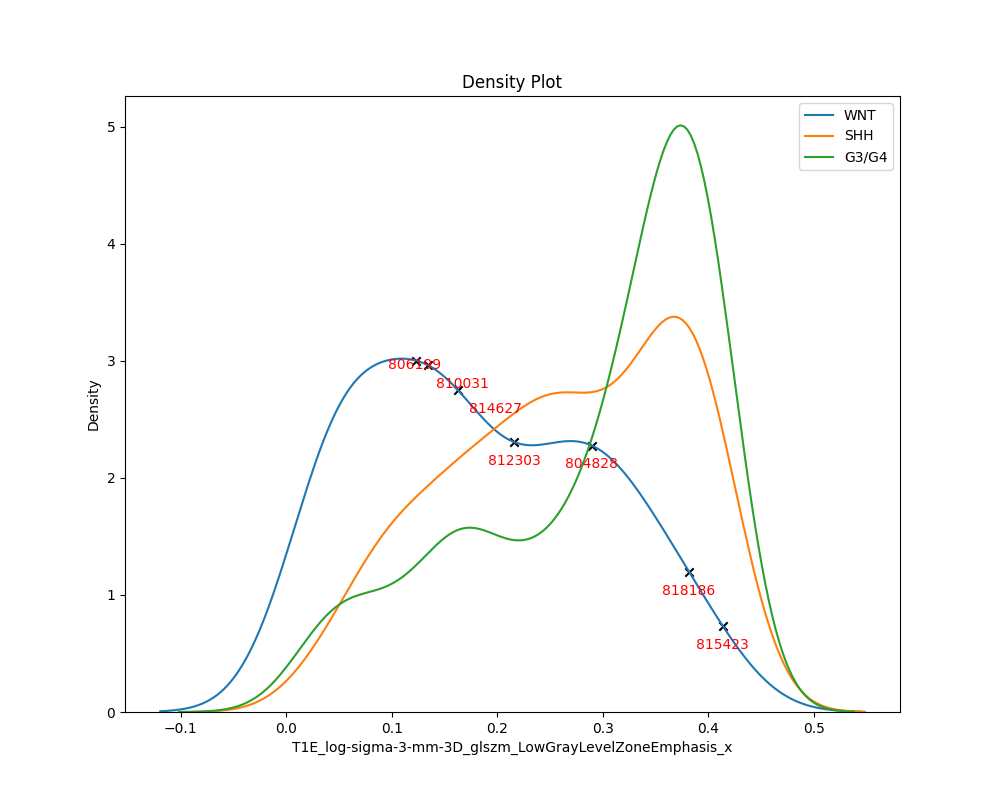 Density Plot
WNT
SHH
G3/G4
5
4
3
2
1
0
Density
806199
810031
814627
812303
804828
818186
815423
−0.1 0.0 0.1 0.2 0.3 0.4 0.5
T1E_log-sigma-3-mm-3D_glszm_LowGrayLevelZoneEmphasis_x